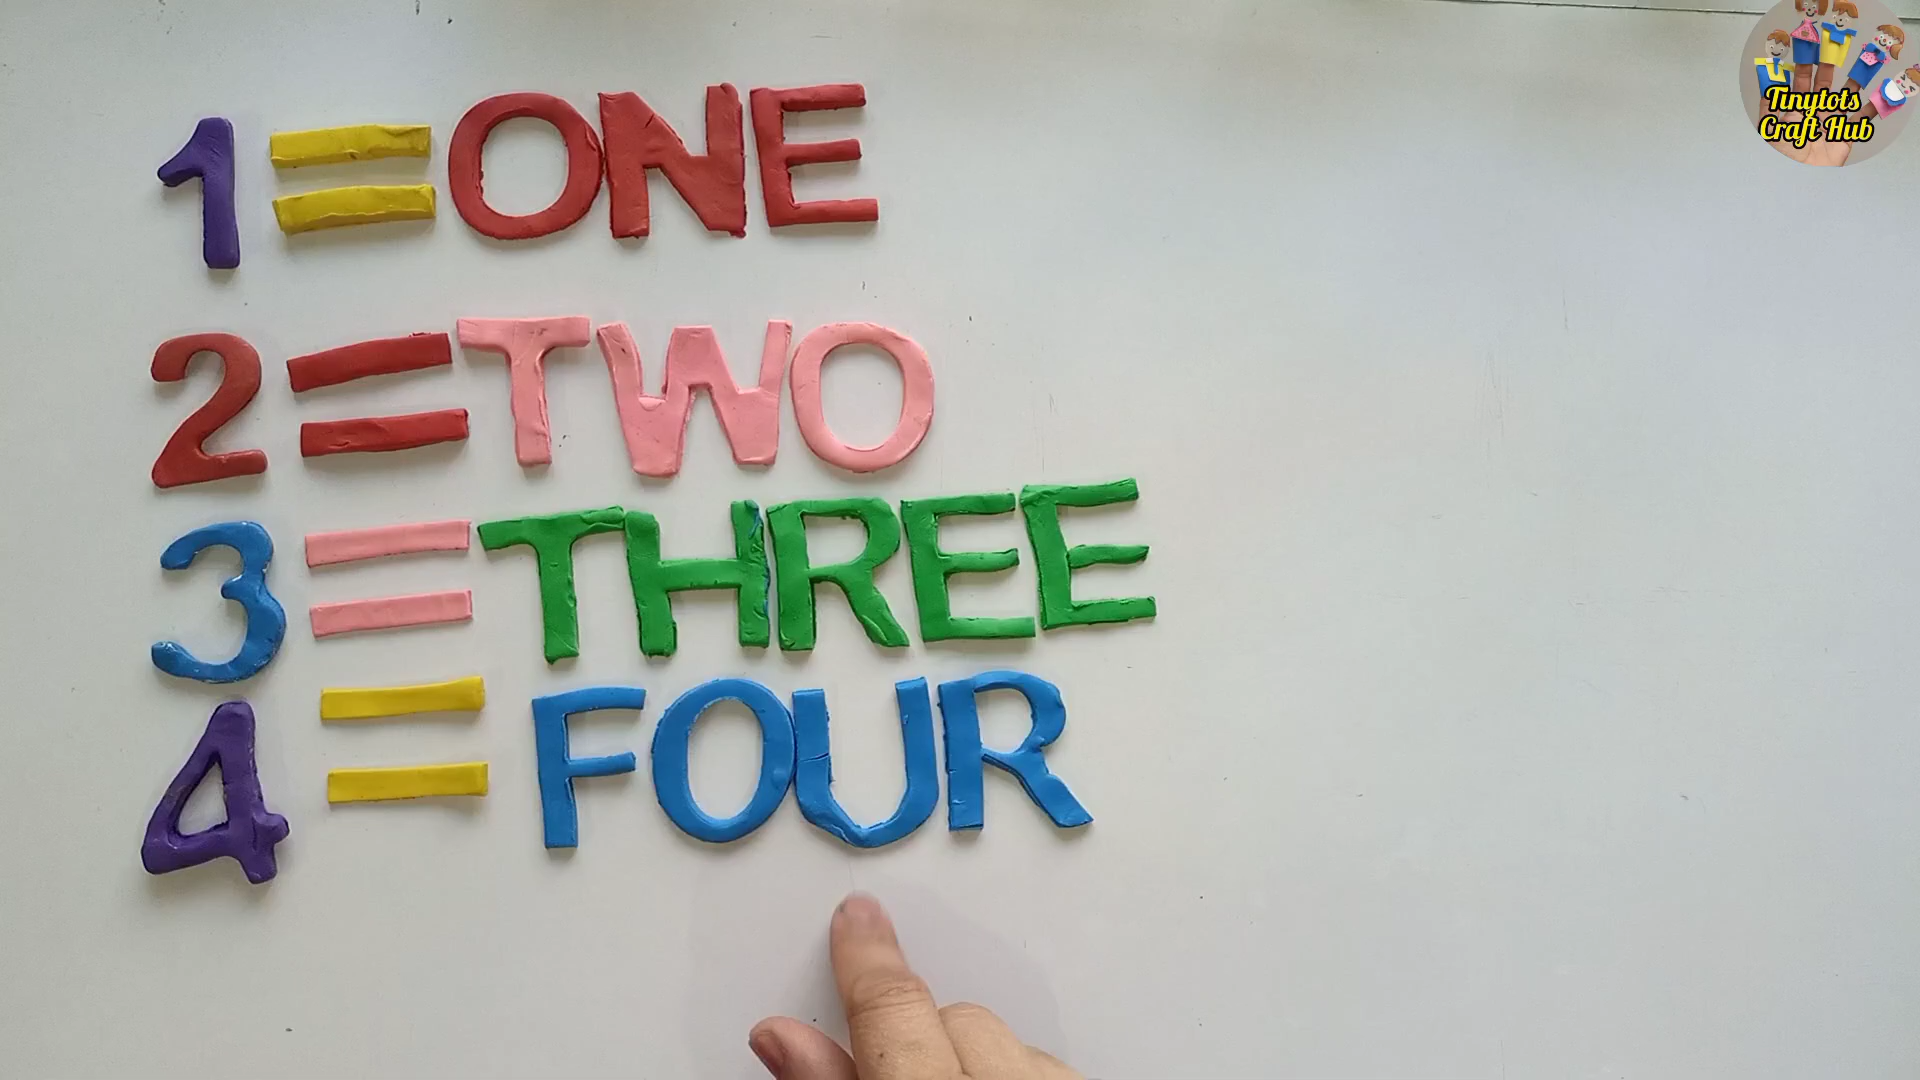 1=ONE
2=TWO
3=THREE
4=FOUR
Tinytots
Craft Hub